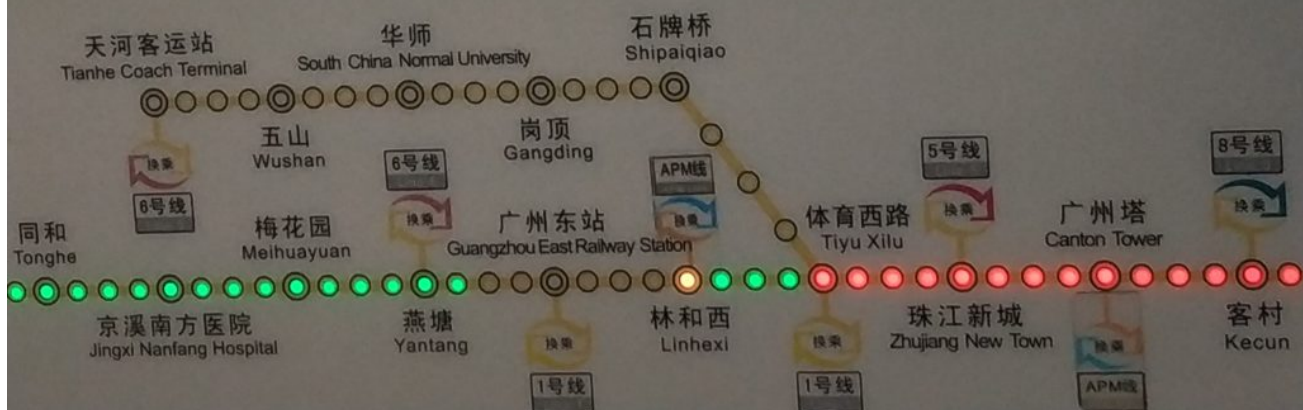 天河客运站
Tianhe Coach Terminal
华师
South China Normal University
石牌桥
Shipaiqiao
五山
Wushan
岗顶
Gangding
换乘
6号线
6号线
换乘
APM线
换乘
5号线
换乘
8号线
换乘
同和
Tonghe
梅花园
Meihuayuan
广州东站
Guangzhou East Railway Station
体育西路
Tiyu Xilu
广州塔
Canton Tower
京溪南方医院
Jingxi Nanfang Hospital
燕塘
Yantang
换乘
1号线
林和西
Linhexi
换乘
1号线
珠江新城
Zhujiang New Town
换乘
APM线
客村
Kecun